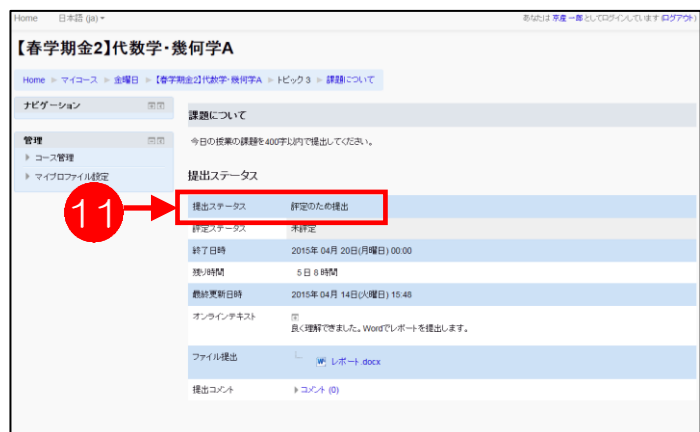 Home 日本語 (ja)
あなたは 京産 一郎 としてログインしています (ログアウト)
【春学期金2】代数学・幾何学A
Home マイコース 金曜日 【春学期金2】代数学・幾何学A トピック 3 課題について
ナビゲーション
管理
コース管理
マイプロファイル設定
課題について
今日の授業の課題を400字以内で提出してください。
提出ステータス
11
提出ステータス 評定のため提出
評定ステータス 未評定
終了日時 2015年 04月 20日(月曜日) 00:00
残り時間 5 日 8 時間
最終更新日時 2015年 04月 14日(火曜日) 15:48
オンラインテキスト
良く理解できました。Wordでレポートを提出します。
ファイル提出 レポート.docx
提出コメント コメント (0)